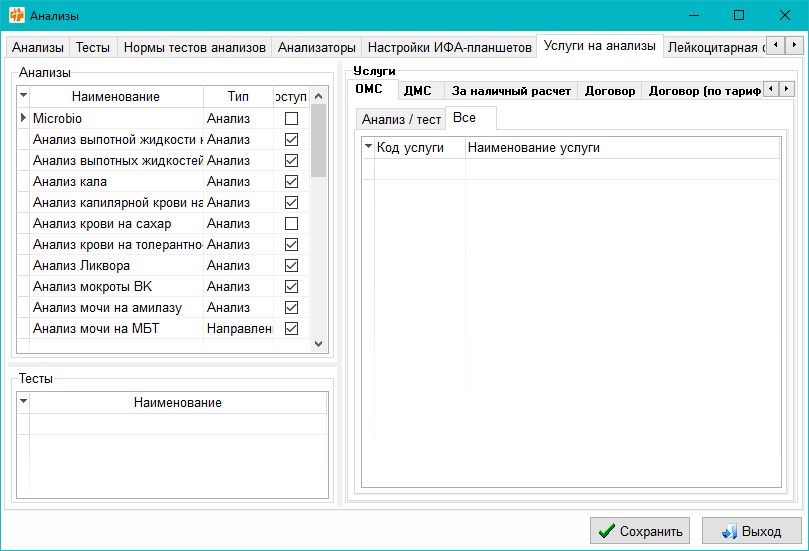 Анализы
Анализы Тесты Нормы тестов анализов Анализаторы Настройки ИФА-планшетов Услуги на анализы Лейкоцитарная
Анализы
Наименование Тип оступ
Microbio Анализ
Анализ выпотной жидкости Анализ
Анализ выпотных жидкостей Анализ
Анализ кала Анализ
Анализ капилярной крови на Анализ
Анализ крови на сахар Анализ
Анализ крови на толерантнос Анализ
Анализ Ликвора Анализ
Анализ мокроты ВК Анализ
Анализ мочи на амилазу Анализ
Анализ мочи на МБТ Направлен
Тесты
Наименование
Услуги
ОМС ДМС За наличный расчет Договор Договор (по тариф
Анализ / тест Все
Код услуги Наименование услуги
Сохранить Выход